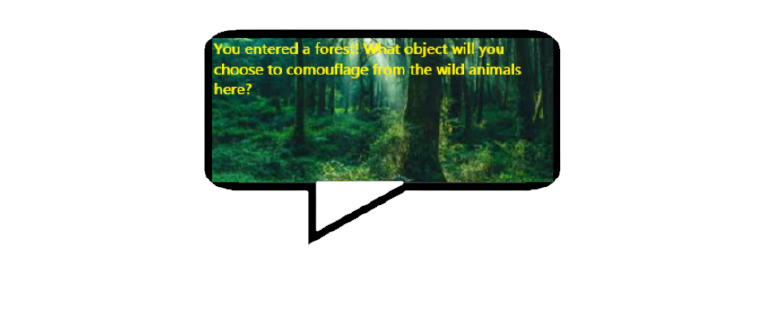 You entered a forest! What object will you
choose to comouflage from the wild animals
here?